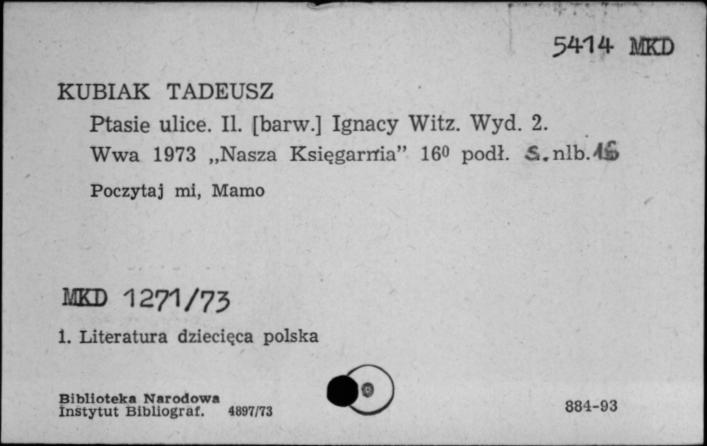 5414 MKD
KUBIAK TADEUSZ
Ptasie ulice. Il. [barw.] Ignacy Witz. Wyd. 2.
Wwa 1973 „Nasza Księgarnia” 16⁰ podł. s. nlb. 16
Poczytaj mi, Mamo
MKD 1271/73
1. Literatura dziecięca polska
Biblioteka Narodowa
Instytut Bibliograf. 4897/73
884-93